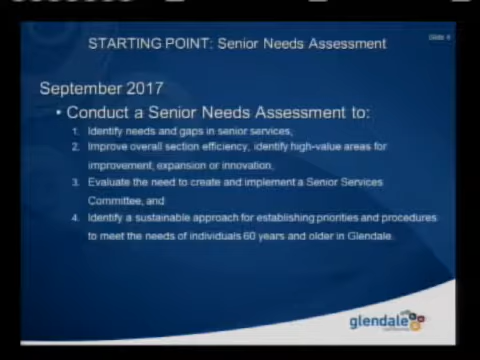 Slide 6
STARTING POINT: Senior Needs Assessment
September 2017
• Conduct a Senior Needs Assessment to:
1. Identify needs and gaps in senior services,
2. Improve overall section efficiency, identify high-value areas for
improvement, expansion or innovation,
3. Evaluate the need to create and implement a Senior Services
Committee, and
4. Identify a sustainable approach for establishing priorities and procedures
to meet the needs of individuals 60 years and older in Glendale.
glendale